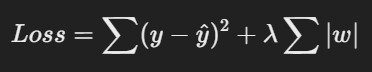 Loss = ∑(y − ŷ)² + λ∑|w|